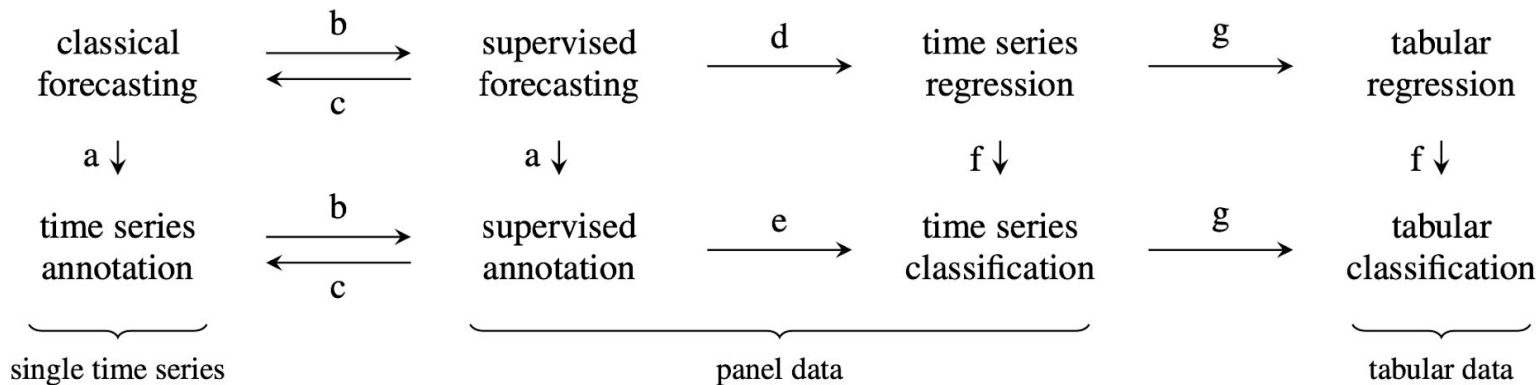 classical
forecasting
b
c
supervised
forecasting
d
time series
regression
g
tabular
regression
a
a
f
f
time series
annotation
b
c
supervised
annotation
e
time series
classification
g
tabular
classification
single time series
panel data
tabular data